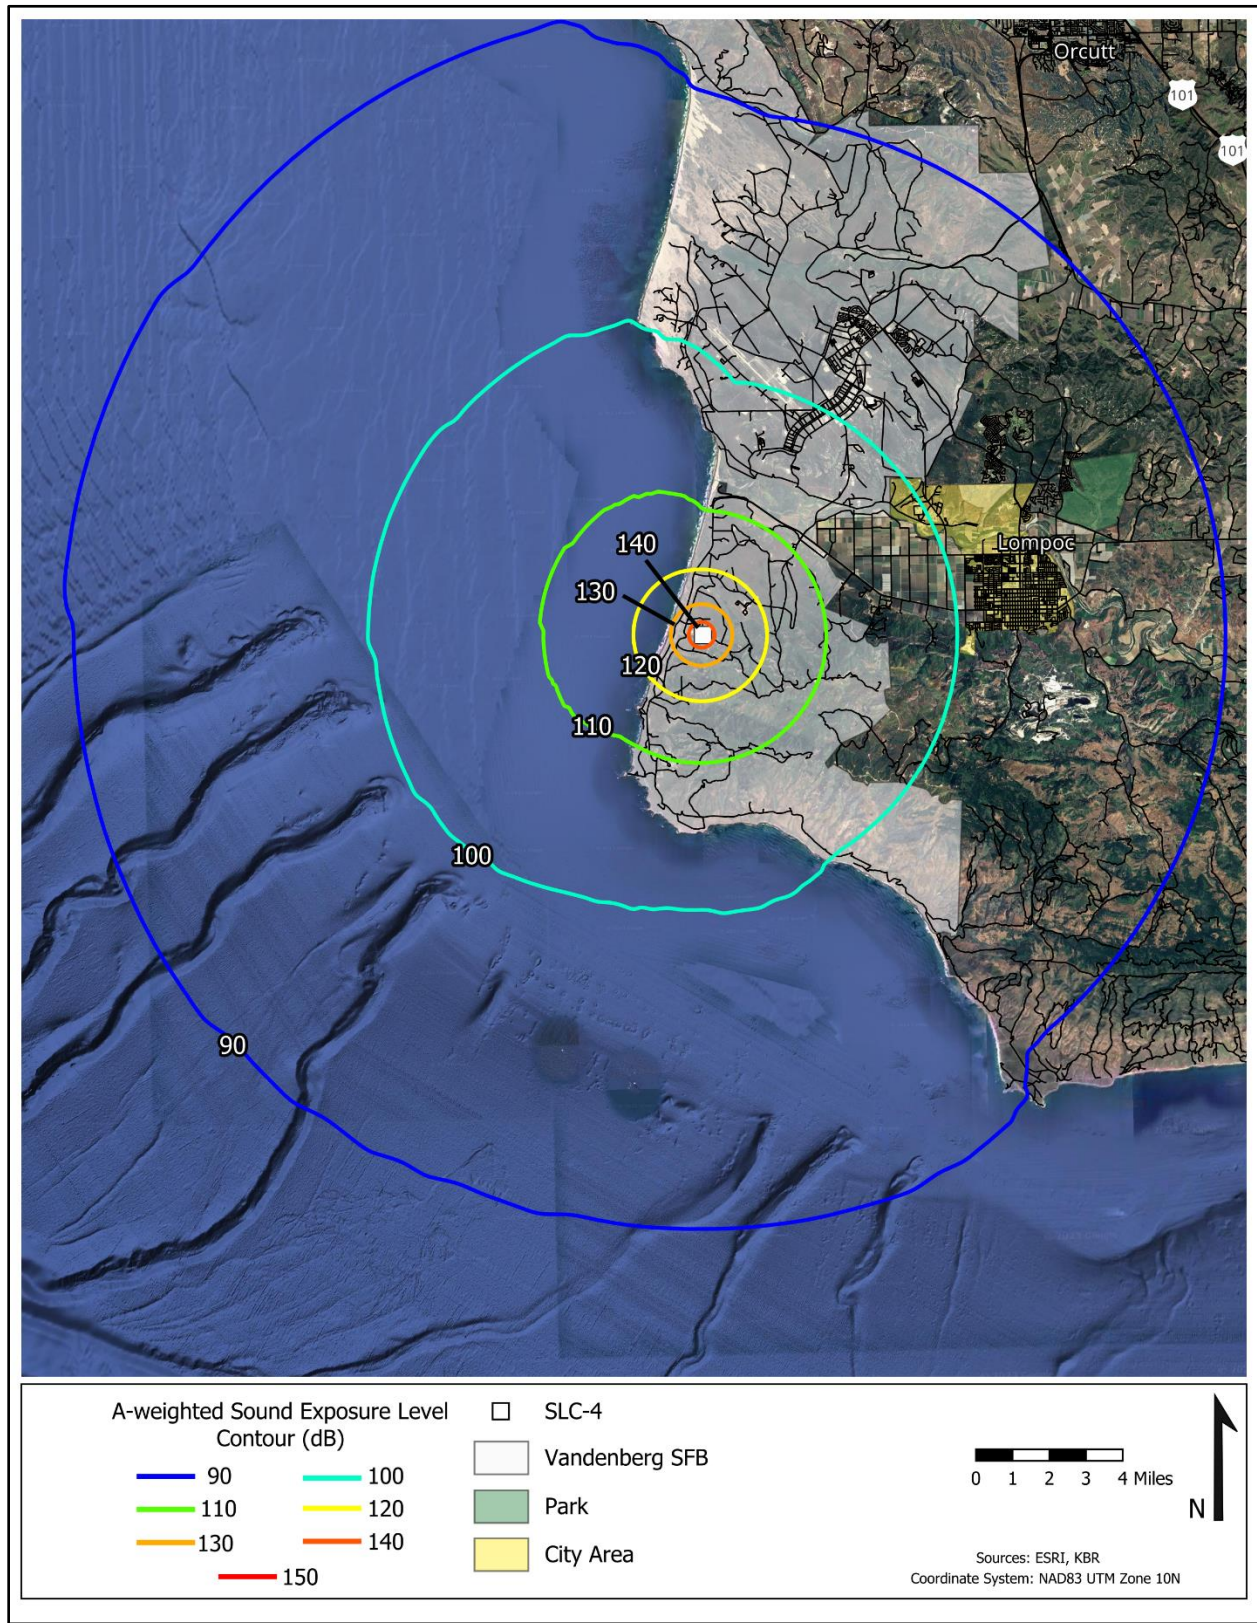 Orcutt
101
101
140
Lompoc
130
120
110
100
90
A-weighted Sound Exposure Level
Contour (dB)
90
100
110
120
130
140
150
SLC-4
Vandenberg SFB
Park
City Area
0 1 2 3 4 Miles
N
Sources: ESRI, KBR
Coordinate System: NAD83 UTM Zone 10N